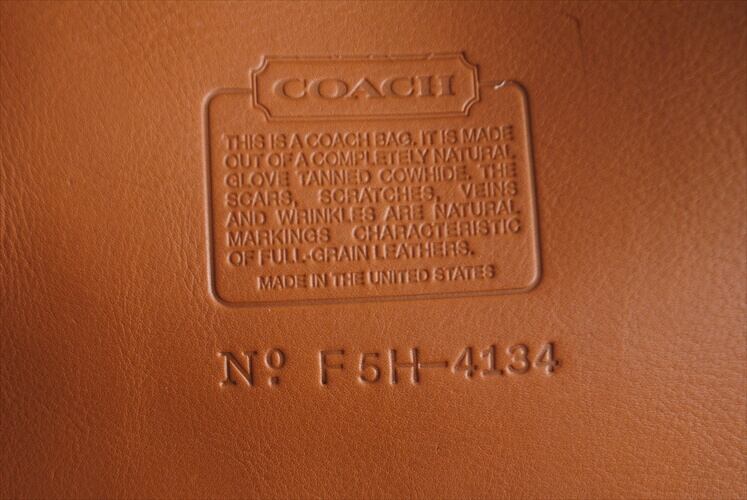 COACH
THIS IS A COACH BAG. IT IS MADE
OUT OF A COMPLETELY NATURAL
GLOVE TANNED COWHIDE. THE
SCARS, SCRATCHES, VEINS
AND WRINKLES ARE NATURAL
MARKINGS CHARACTERISTIC
OF FULL-GRAIN LEATHERS.
MADE IN THE UNITED STATES
Nº F5H-4134